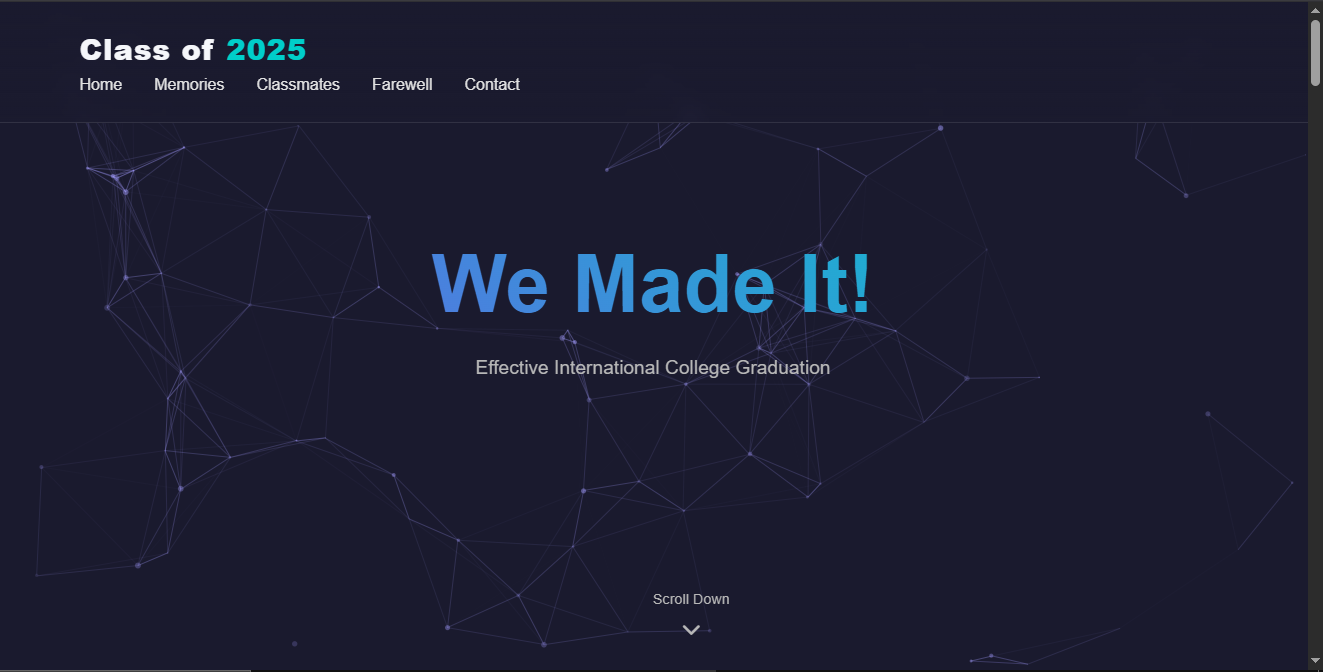 Class of 2025
Home Memories Classmates Farewell Contact
We Made It!
Effective International College Graduation
Scroll Down